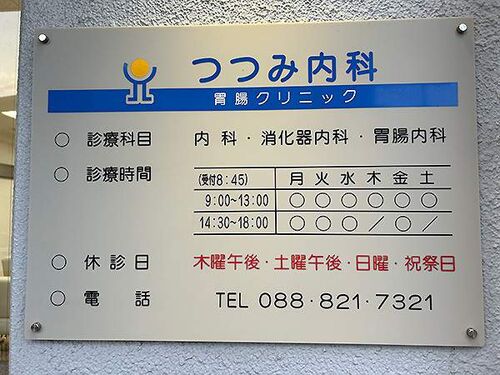 つつみ内科
胃腸クリニック
○ 診療科目 内科・消化器内科・胃腸内科
○ 診療時間 (受付8:45) 月 火 水 木 金 土
9:00~13:00 ○ ○ ○ ○ ○ ○
14:30~18:00 ○ ○ ○ / ○ /
○ 休診日 木曜午後・土曜午後・日曜・祝祭日
○ 電話 TEL 088・821・7321